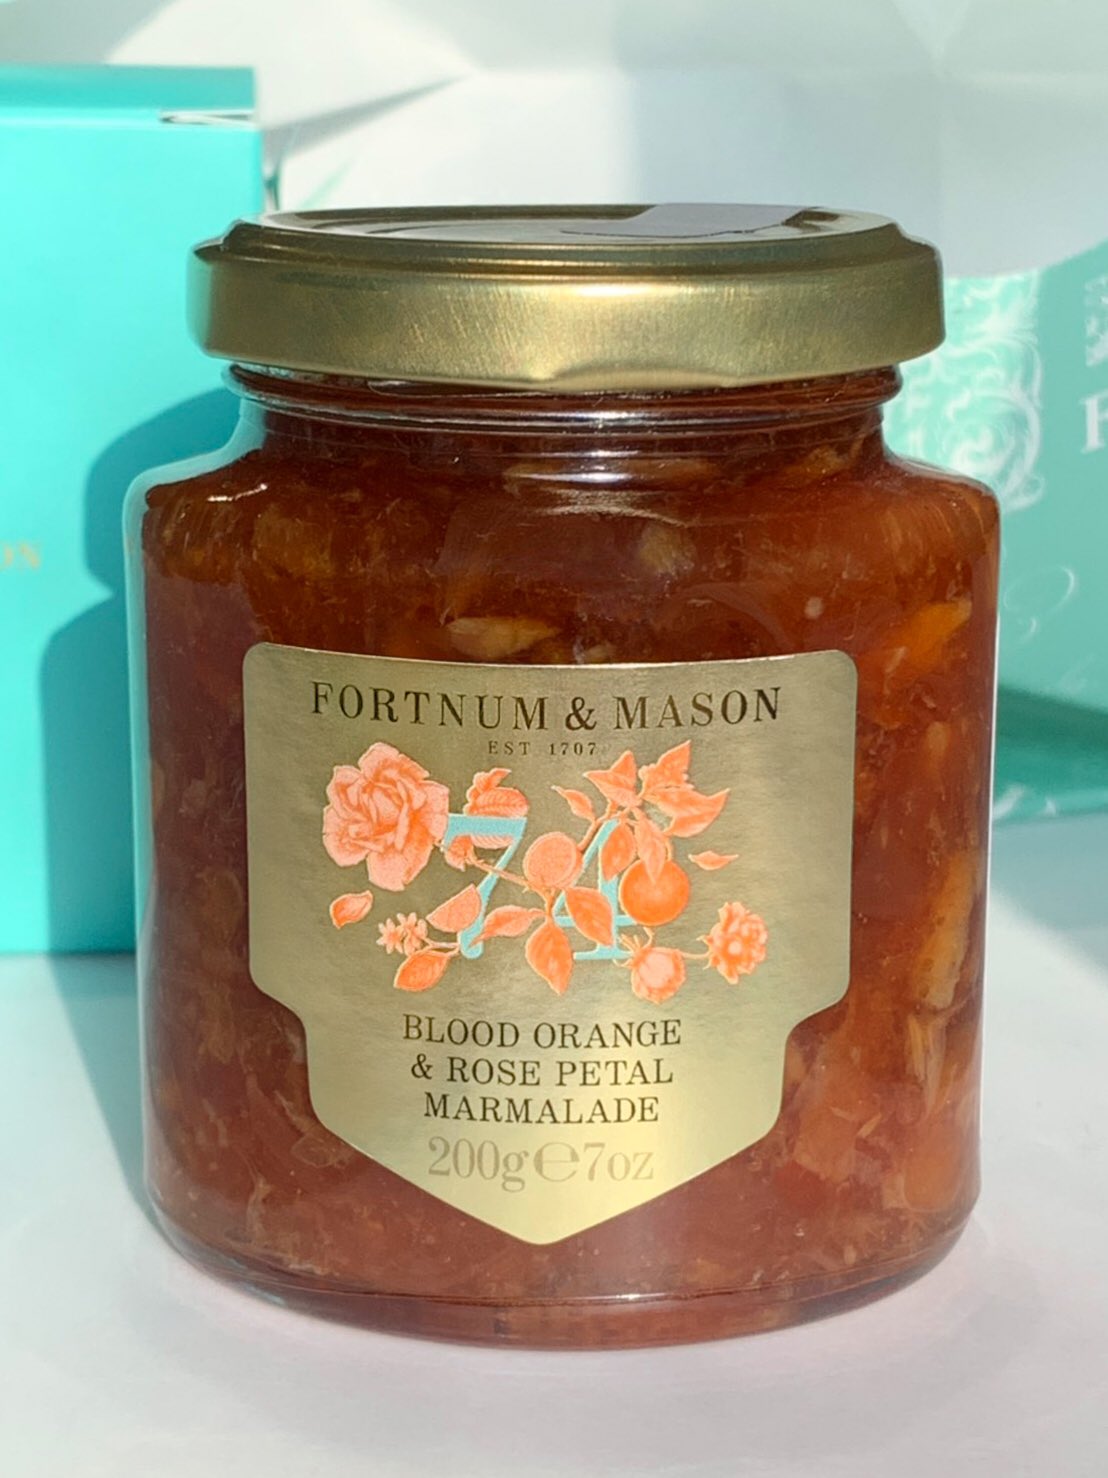 FORTNUM & MASON
EST 1707
74
BLOOD ORANGE
& ROSE PETAL
MARMALADE
200g℮7oz